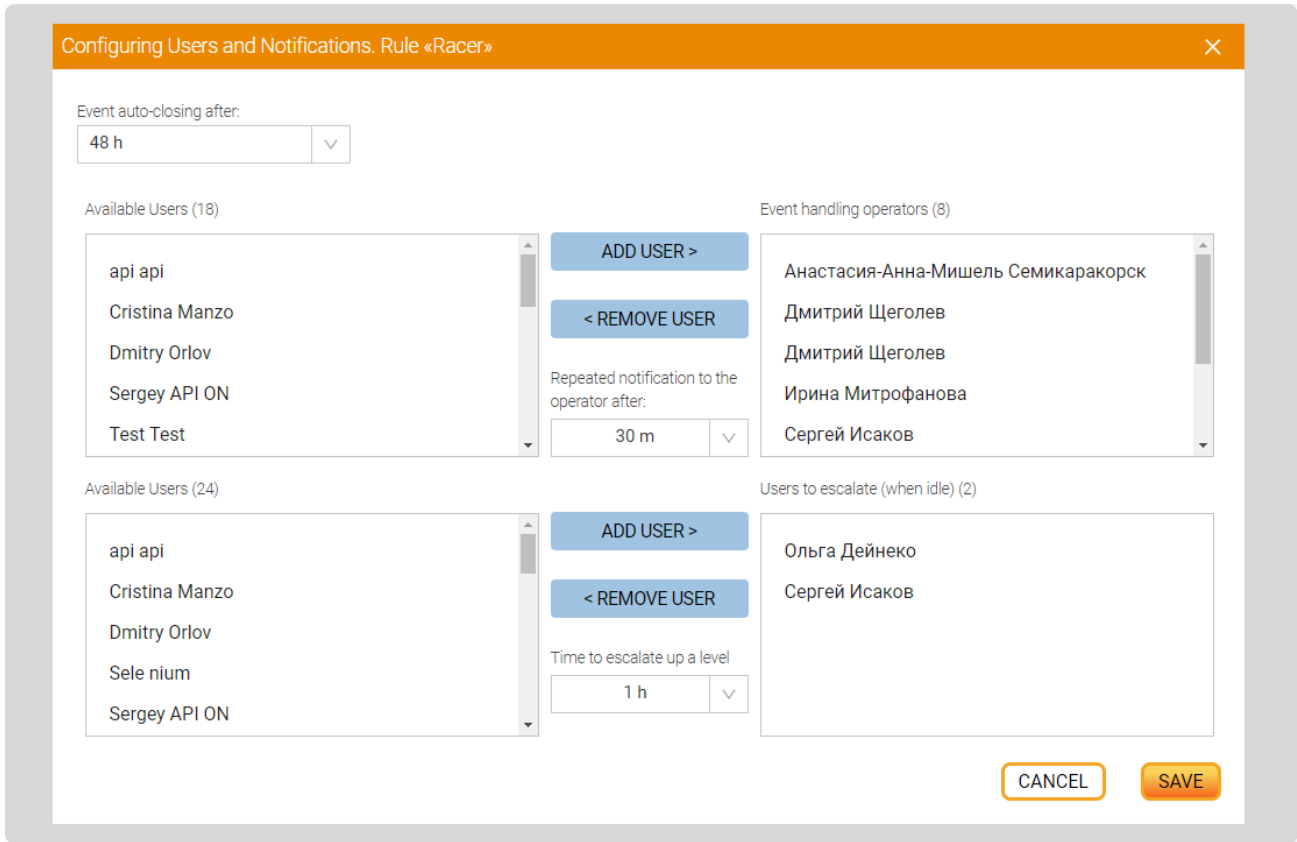 Configuring Users and Notifications. Rule «Racer»
Event auto-closing after:
48 h
Available Users (18)
api api
Cristina Manzo
Dmitry Orlov
Sergey API ON
Test Test
ADD USER >
< REMOVE USER
Repeated notification to the
operator after:
30 m
Event handling operators (8)
Анастасия-Анна-Мишель Семикаракорск
Дмитрий Щеголев
Дмитрий Щеголев
Ирина Митрофанова
Сергей Исаков
Available Users (24)
api api
Cristina Manzo
Dmitry Orlov
Sele nium
Sergey API ON
ADD USER >
< REMOVE USER
Time to escalate up a level
1 h
Users to escalate (when idle) (2)
Ольга Дейнеко
Сергей Исаков
CANCEL
SAVE